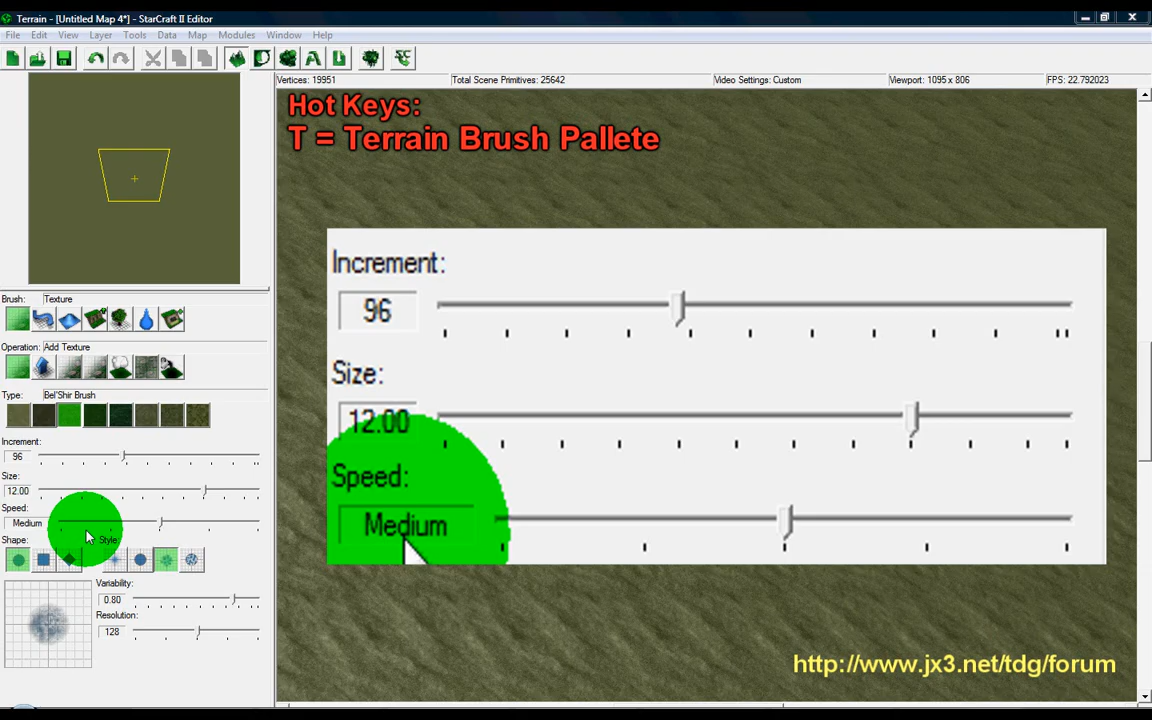 Terrain - [Untitled Map 4*] - StarCraft II Editor
File Edit View Layer Tools Data Map Modules Window Help
Vertices: 19951 Total Scene Primitives: 25642 Video Settings: Custom Viewport: 1095 x 806 FPS: 22.792023
Hot Keys:
T = Terrain Brush Pallete
Brush: Texture
Operation: Add Texture
Type: Bel'Shir Brush
Increment:
96
Size:
12.00
Speed:
Medium
Shape: Style:
Variability:
0.80
Resolution:
128
Increment:
96
Size:
12.00
Speed:
Medium
http://www.jx3.net/tdg/forum